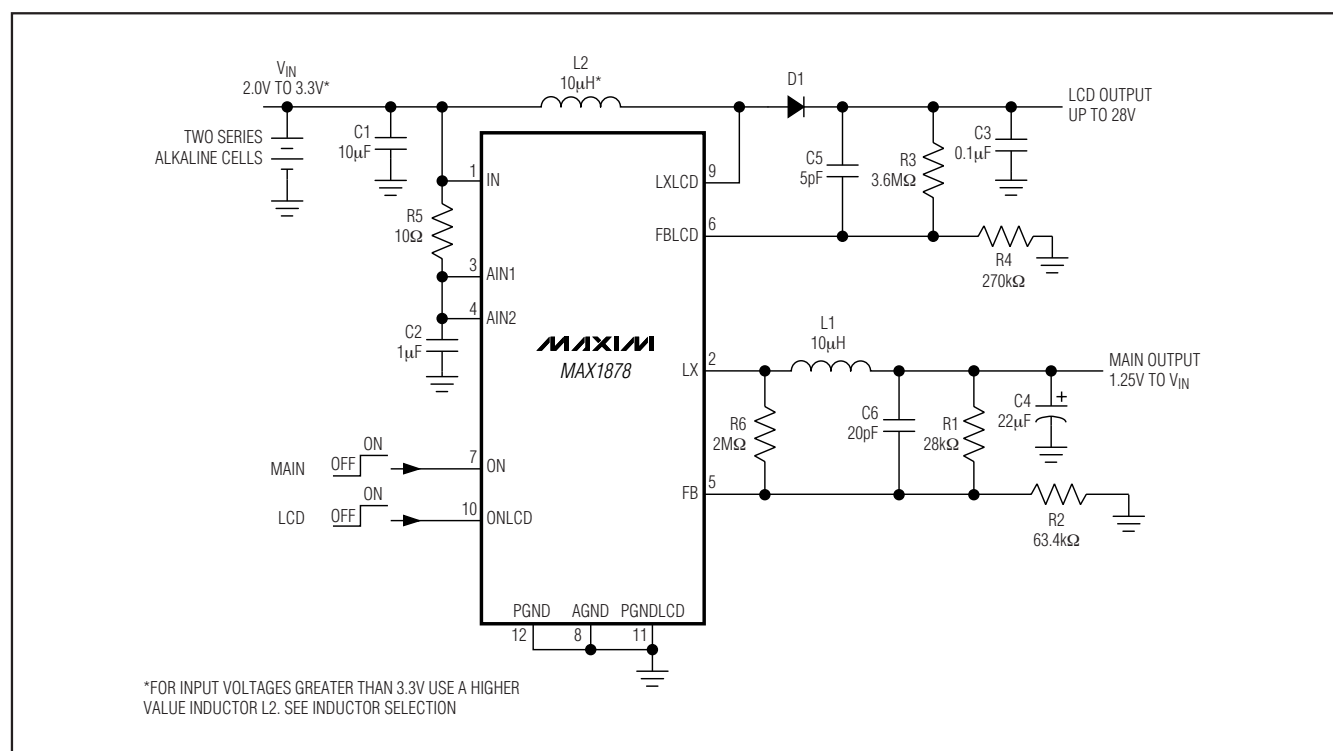 VIN
2.0V TO 3.3V*
TWO SERIES
ALKALINE CELLS
C1
10μF
L2
10μH*
D1
LCD OUTPUT
UP TO 28V
C5
5pF
R3
3.6MΩ
C3
0.1μF
R4
270kΩ
1
IN
R5
10Ω
3
AIN1
4
AIN2
C2
1μF
LXLCD
9
FBLCD
6
MAXIM
MAX1878
LX
2
L1
10μH
MAIN OUTPUT
1.25V TO VIN
R6
2MΩ
C6
20pF
R1
28kΩ
C4
22μF
+
FB
5
R2
63.4kΩ
MAIN
OFF
ON
7
ON
LCD
OFF
ON
10
ONLCD
PGND
AGND
PGNDLCD
12
8
11
*FOR INPUT VOLTAGES GREATER THAN 3.3V USE A HIGHER
VALUE INDUCTOR L2. SEE INDUCTOR SELECTION